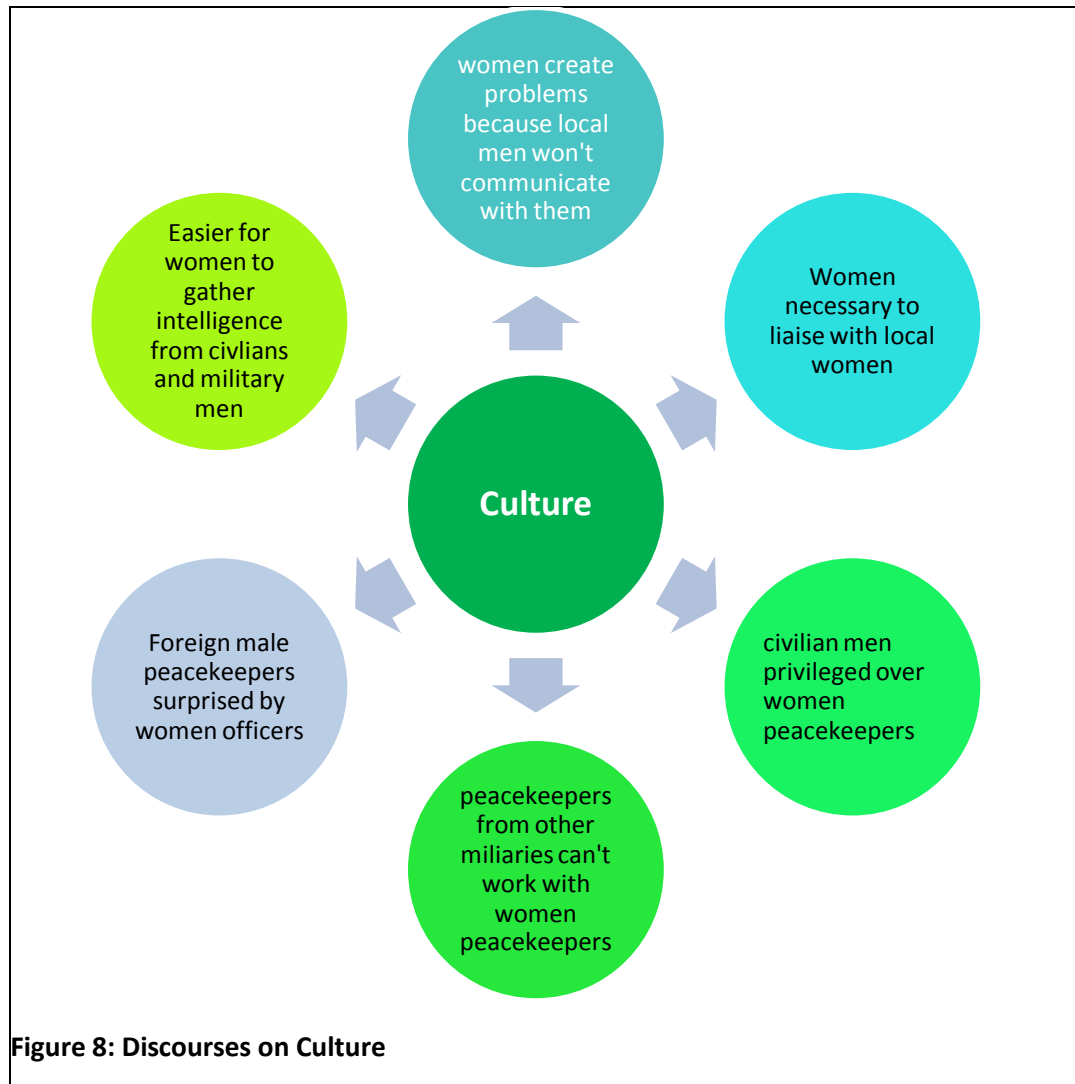 women create
problems
because local
men won't
communicate
with them
Women
necessary to
liaise with local
women
civilian men
privileged over
women
peacekeepers
peacekeepers
from other
miliaries can't
work with
women
peacekeepers
Foreign male
peacekeepers
surprised by
women officers
Easier for
women to
gather
intelligence
from civlians
and military
men
Culture
Figure 8: Discourses on Culture